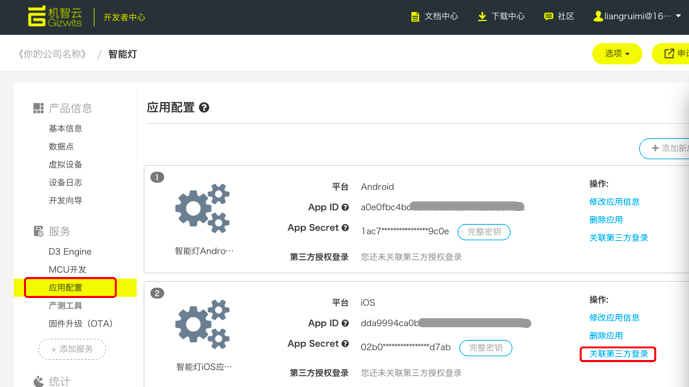 机智云
Gizwits
开发者中心
文档中心
下载中心
社区
liangruimi@16...
《你的公司名称》 / 智能灯
选项
产品信息
基本信息
数据点
虚拟设备
设备日志
开发向导
服务
D3 Engine
MCU开发
应用配置
产测工具
固件升级（OTA）
+ 添加服务
统计
应用配置
1
智能灯Andro...
平台 Android
App ID a0e0fbc4bd
App Secret 1ac7****************9c0e 完整密钥
第三方授权登录 您还未关联第三方授权登录
操作:
修改应用信息
删除应用
关联第三方登录
2
智能灯iOS应...
平台 iOS
App ID dda9994ca0b
App Secret 02b0****************d7ab 完整密钥
第三方授权登录 您还未关联第三方授权登录
操作:
修改应用信息
删除应用
关联第三方登录